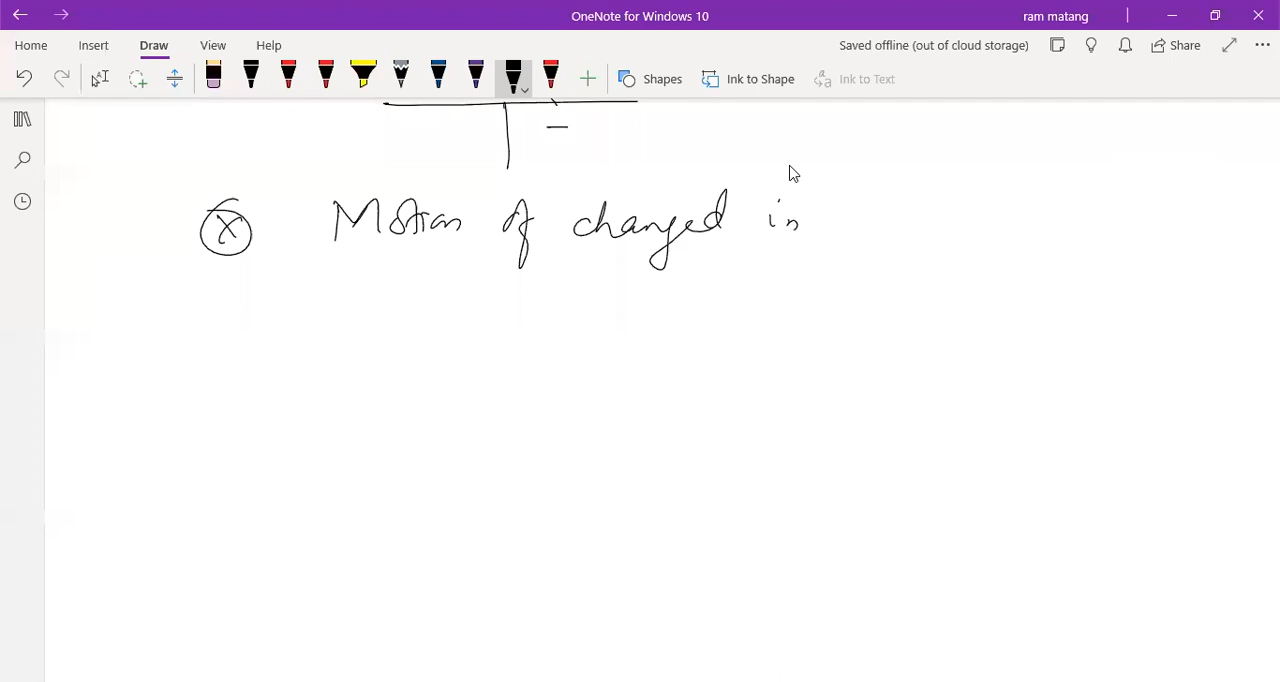 OneNote for Windows 10
ram matang
Home Insert Draw View Help
Saved offline (out of cloud storage)
Share
Shapes
Ink to Shape
Ink to Text
Motion of changed in